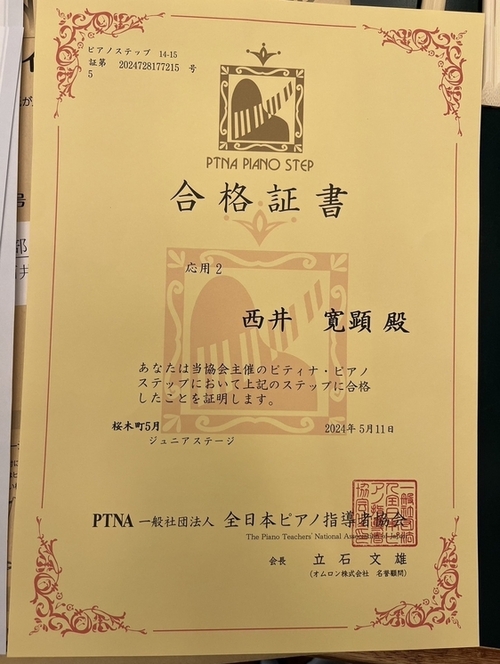 ピアノステップ 14-15
証第 2024728177215 号
5
PTNA PIANO STEP
合格証書
応用2
西井 寛顕 殿
あなたは当協会主催のピティナ・ピアノ
ステップにおいて上記のステップに合格
したことを証明します。
桜木町5月 2024年5月11日
ジュニアステージ
PTNA 一般社団法人 全日本ピアノ指導者協会
The Piano Teachers' National Association of Japan
会長 立石文雄
(オムロン株式会社 名誉顧問)
号
部
井